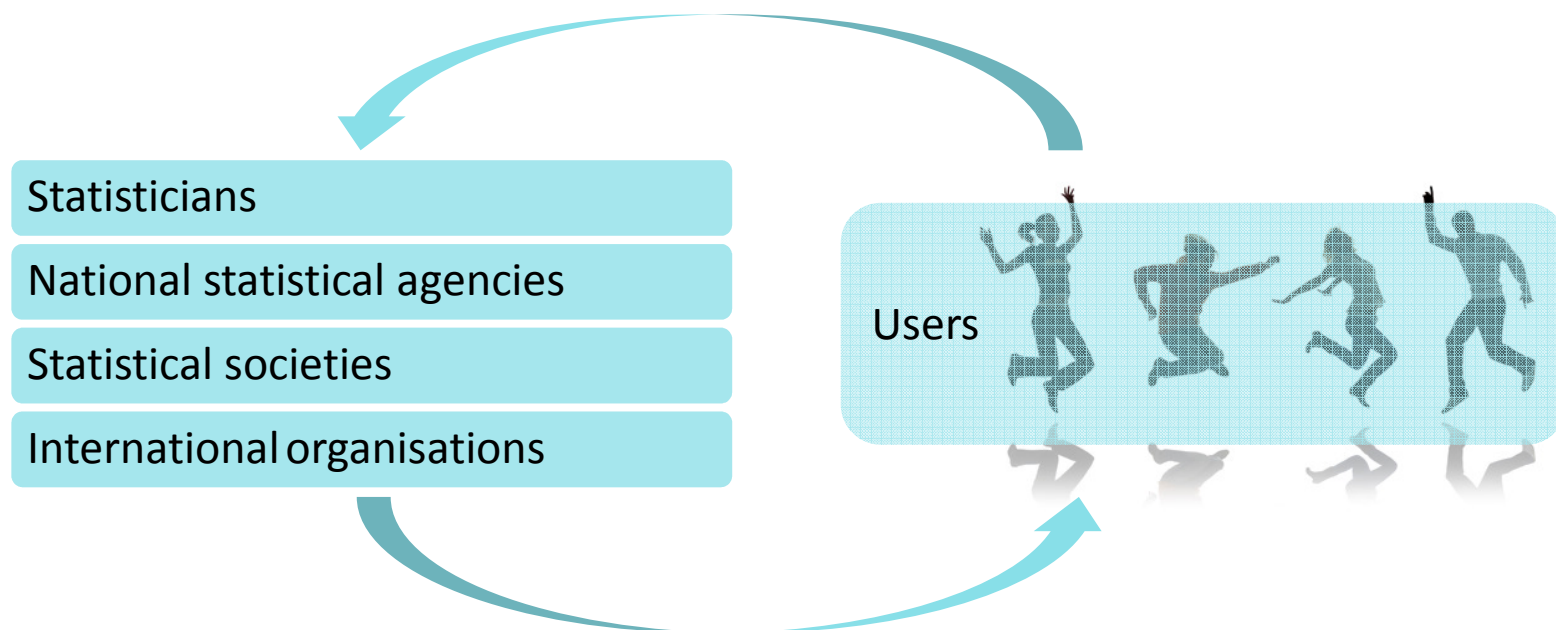 Statisticians
National statistical agencies
Statistical societies
International organisations
Users